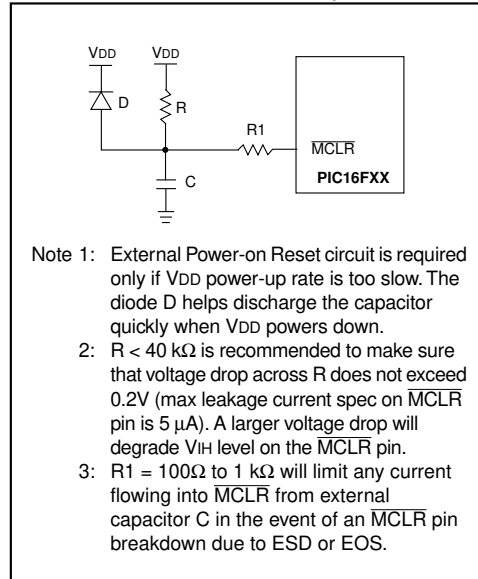 VDD VDD
D
R
R1
MCLR
PIC16FXX
C
Note 1: External Power-on Reset circuit is required
only if VDD power-up rate is too slow. The
diode D helps discharge the capacitor
quickly when VDD powers down.
2: R < 40 kΩ is recommended to make sure
that voltage drop across R does not exceed
0.2V (max leakage current spec on MCLR
pin is 5 μA). A larger voltage drop will
degrade VIH level on the MCLR pin.
3: R1 = 100Ω to 1 kΩ will limit any current
flowing into MCLR from external
capacitor C in the event of an MCLR pin
breakdown due to ESD or EOS.